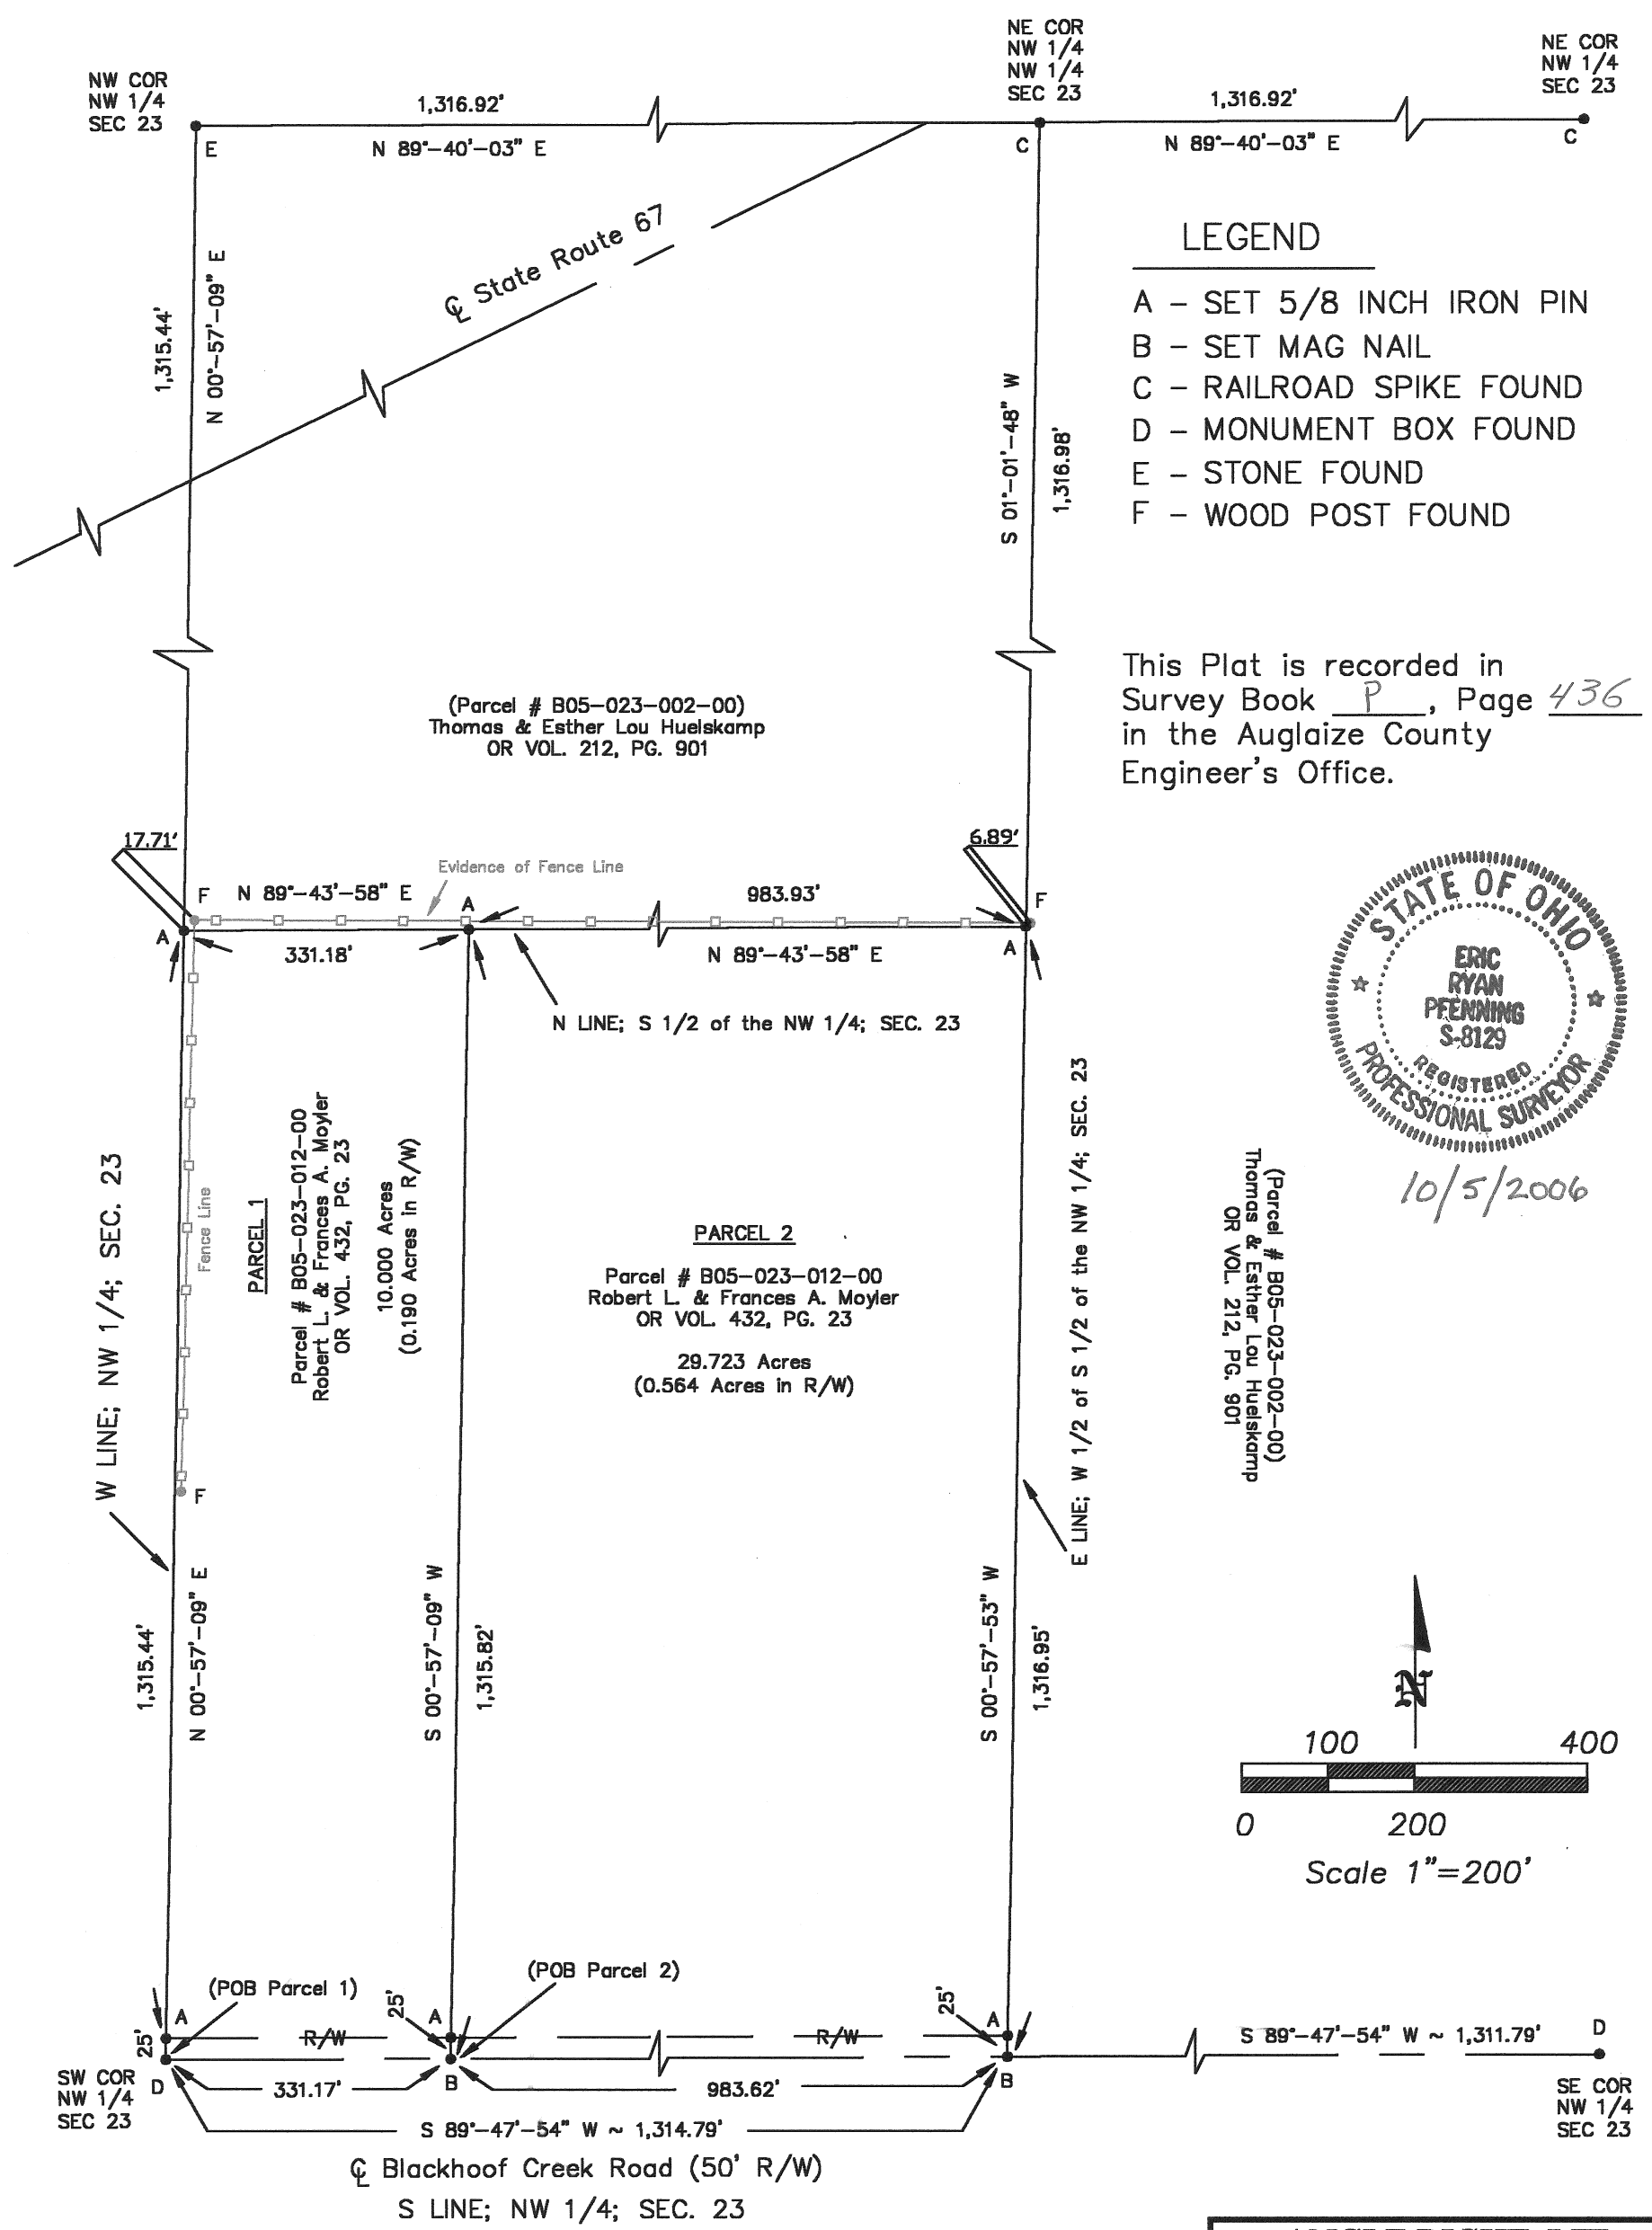 NW COR
NW 1/4
SEC 23
1,316.92'
N 89°-40'-03" E
E
NE COR
NW 1/4
NW 1/4
SEC 23
C
1,316.92'
N 89°-40'-03" E
NE COR
NW 1/4
SEC 23
C
1,315.44'
N 00°-57'-09" E
℄ State Route 67
S 01°-01'-48" W
1,316.98'
LEGEND
A - SET 5/8 INCH IRON PIN
B - SET MAG NAIL
C - RAILROAD SPIKE FOUND
D - MONUMENT BOX FOUND
E - STONE FOUND
F - WOOD POST FOUND
This Plat is recorded in
Survey Book P, Page 436
in the Auglaize County
Engineer's Office.
(Parcel # B05-023-002-00)
Thomas & Esther Lou Huelskamp
OR VOL. 212, PG. 901
17.71'
6.89'
Evidence of Fence Line
F
N 89°-43'-58" E
A
983.93'
F
A
331.18'
N 89°-43'-58" E
A
N LINE; S 1/2 of the NW 1/4; SEC. 23
STATE OF OHIO
ERIC
RYAN
PFENNING
S-8129
REGISTERED
PROFESSIONAL SURVEYOR
10/5/2006
W LINE; NW 1/4; SEC. 23
Fence Line
F
PARCEL 1
Parcel # B05-023-012-00
Robert L. & Frances A. Moyler
OR VOL. 432, PG. 23
10.000 Acres
(0.190 Acres in R/W)
PARCEL 2
Parcel # B05-023-012-00
Robert L. & Frances A. Moyler
OR VOL. 432, PG. 23
29.723 Acres
(0.564 Acres in R/W)
E LINE; W 1/2 of S 1/2 of the NW 1/4; SEC. 23
(Parcel # B05-023-002-00)
Thomas & Esther Lou Huelskamp
OR VOL. 212, PG. 901
1,315.44'
N 00°-57'-09" E
S 00°-57'-09" W
1,315.82'
S 00°-57'-53" W
1,316.95'
N
100 400
0 200
Scale 1"=200'
(POB Parcel 1)
(POB Parcel 2)
A
25'
R/W
25'
A
R/W
25'
A
S 89°-47'-54" W ~ 1,311.79'
D
SW COR
NW 1/4
SEC 23
D
331.17'
B
983.62'
B
SE COR
NW 1/4
SEC 23
S 89°-47'-54" W ~ 1,314.79'
℄ Blackhoof Creek Road (50' R/W)
S LINE; NW 1/4; SEC. 23